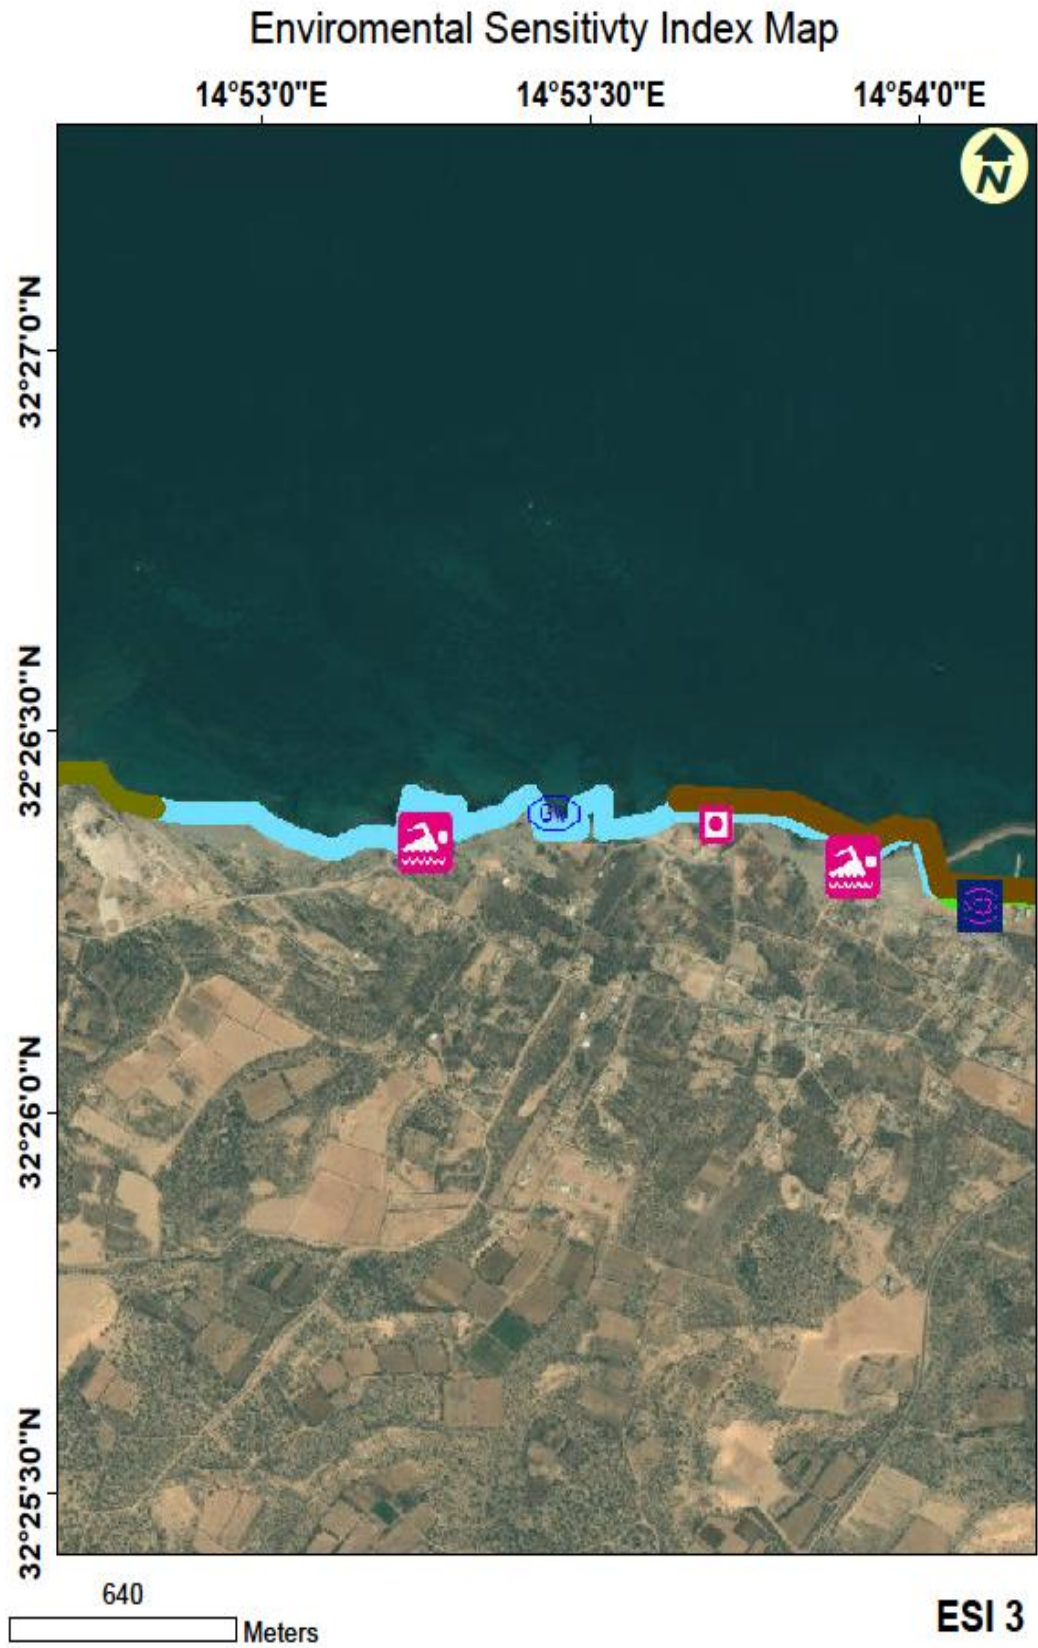 Enviromental Sensitivty Index Map
14°53'0"E
14°53'30"E
14°54'0"E
N
32°27'0"N
32°26'30"N
GW
32°26'0"N
32°25'30"N
640
Meters
ESI 3